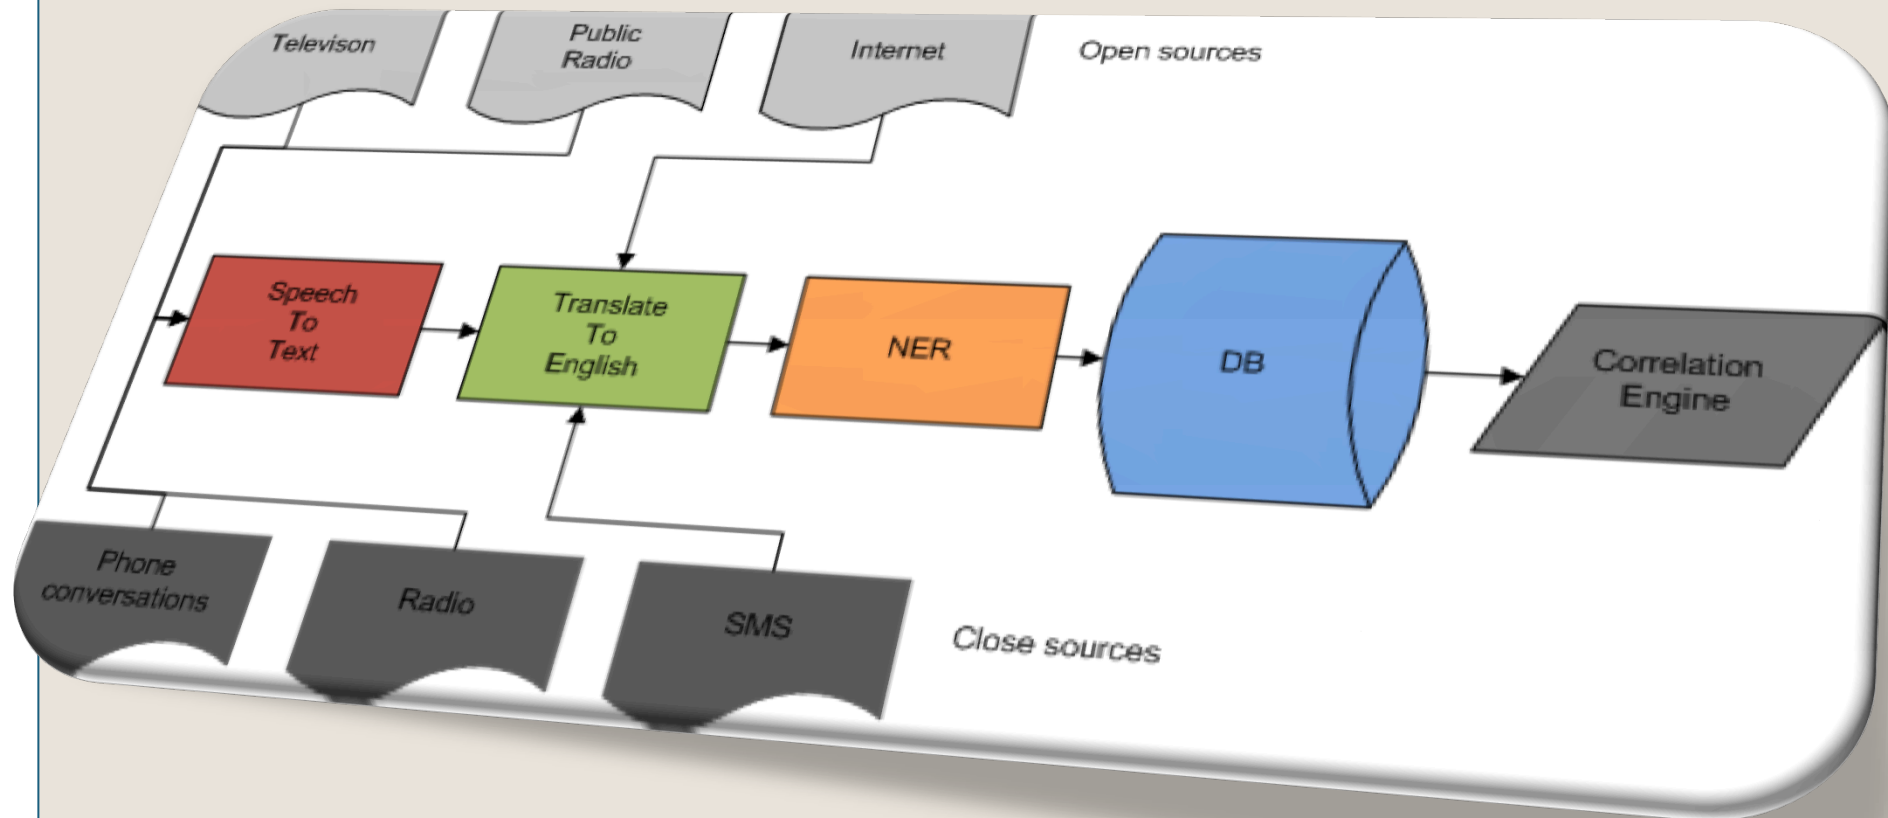 Televison
Public
Radio
Internet
Open sources
Speech
To
Text
Translate
To
English
NER
DB
Correlation
Engine
Phone
conversations
Radio
SMS
Close sources